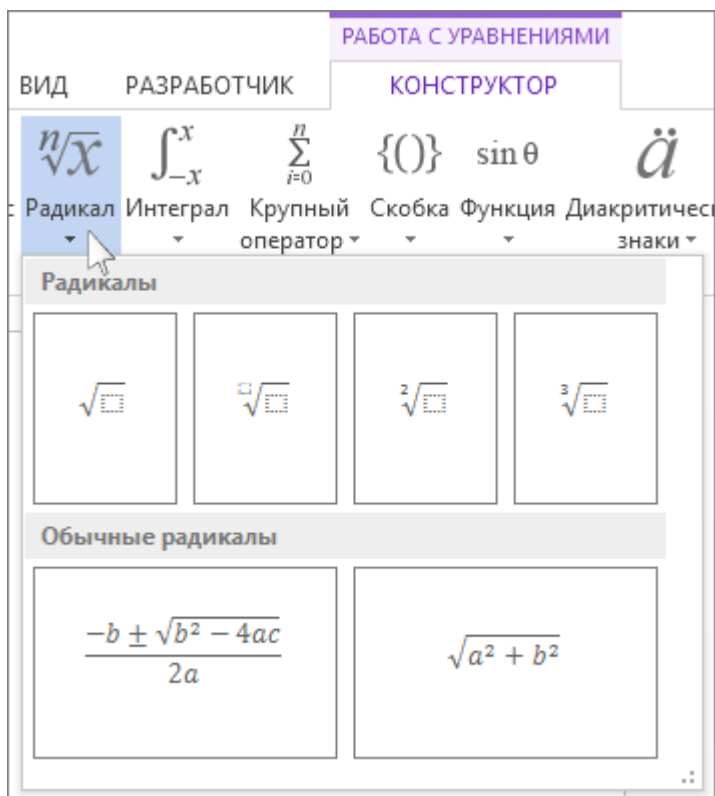 РАБОТА С УРАВНЕНИЯМИ
ВИД РАЗРАБОТЧИК КОНСТРУКТОР
ⁿ√x ∫₋ₓˣ n∑i=0 {()} sin θ ä
Радикал Интеграл Крупный Скобка Функция Диакритичес
оператор знаки
Радикалы
√ √ ²√ ³√
Обычные радикалы
(−b ± √(b² − 4ac))/2a √(a² + b²)